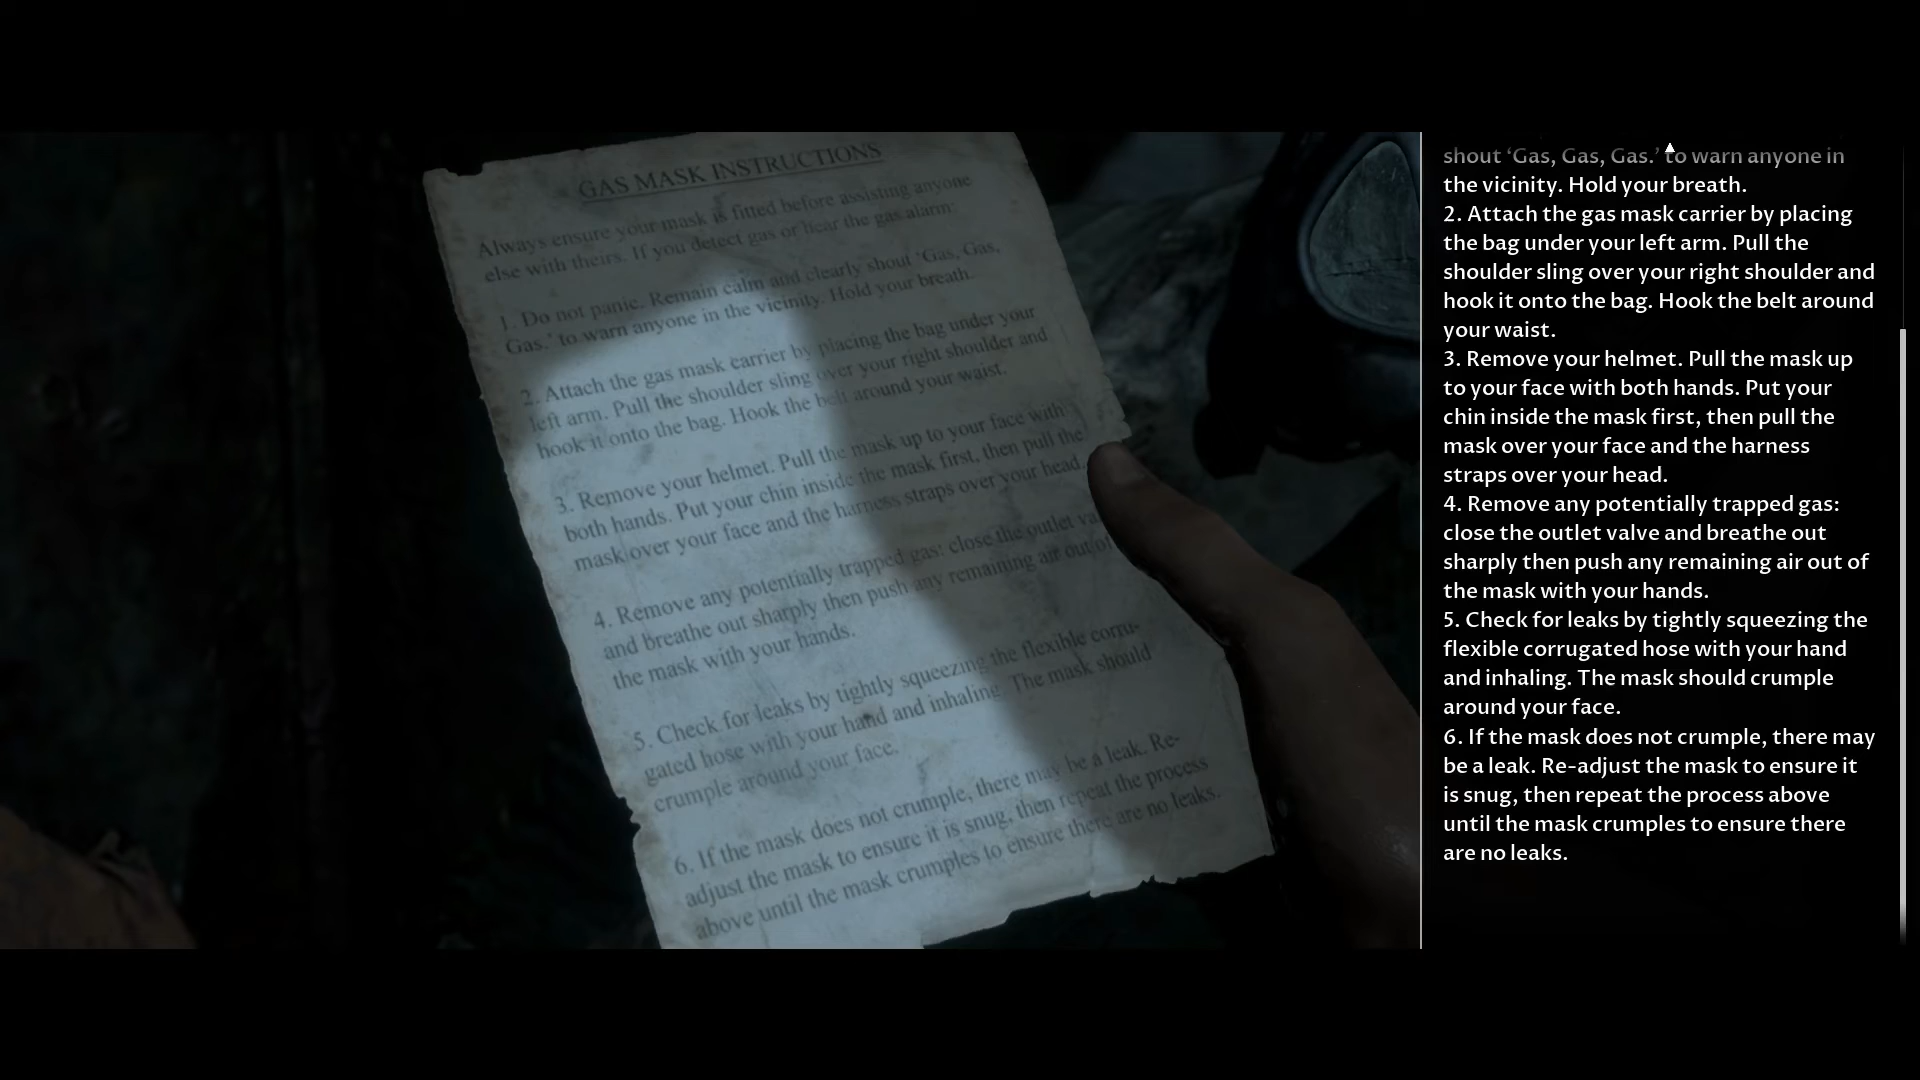 GAS MASK INSTRUCTIONS
Always ensure your mask is fitted before assisting anyone
else with theirs. If you detect gas or hear the gas alarm:
1. Do not panic. Remain calm and clearly shout ‘Gas, Gas,
Gas.’ to warn anyone in the vicinity. Hold your breath.
2. Attach the gas mask carrier by placing the bag under your
left arm. Pull the shoulder sling over your right shoulder and
hook it onto the bag. Hook the belt around your waist.
3. Remove your helmet. Pull the mask up to your face with
both hands. Put your chin inside the mask first, then pull the
mask over your face and the harness straps over your head.
4. Remove any potentially trapped gas: close the outlet va
and breathe out sharply then push any remaining air out of
the mask with your hands.
5. Check for leaks by tightly squeezing the flexible corru-
gated hose with your hand and inhaling. The mask should
crumple around your face.
6. If the mask does not crumple, there may be a leak. Re-
adjust the mask to ensure it is snug, then repeat the process
above until the mask crumples to ensure there are no leaks.
shout ‘Gas, Gas, Gas.’ to warn anyone in
the vicinity. Hold your breath.
2. Attach the gas mask carrier by placing
the bag under your left arm. Pull the
shoulder sling over your right shoulder and
hook it onto the bag. Hook the belt around
your waist.
3. Remove your helmet. Pull the mask up
to your face with both hands. Put your
chin inside the mask first, then pull the
mask over your face and the harness
straps over your head.
4. Remove any potentially trapped gas:
close the outlet valve and breathe out
sharply then push any remaining air out of
the mask with your hands.
5. Check for leaks by tightly squeezing the
flexible corrugated hose with your hand
and inhaling. The mask should crumple
around your face.
6. If the mask does not crumple, there may
be a leak. Re-adjust the mask to ensure it
is snug, then repeat the process above
until the mask crumples to ensure there
are no leaks.